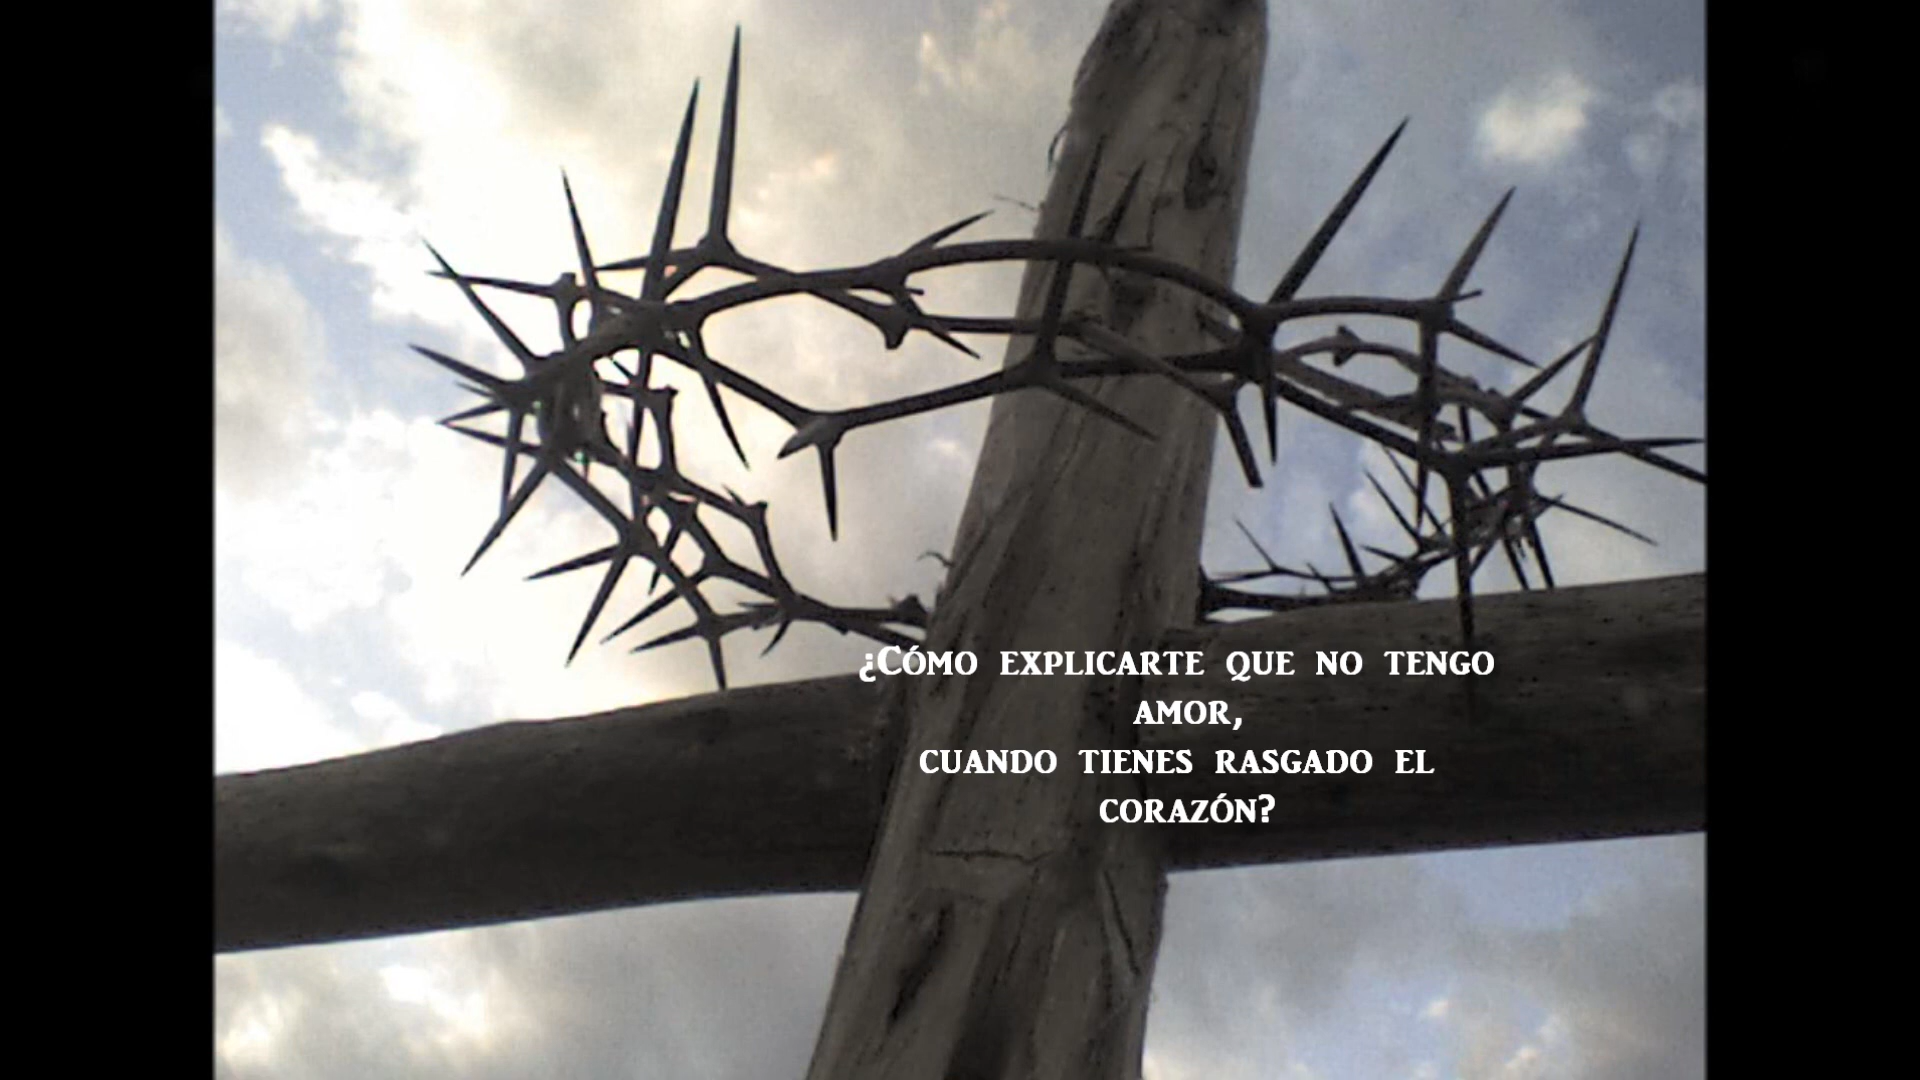 ¿CÓMO EXPLICARTE QUE NO TENGO
AMOR,
CUANDO TIENES RASGADO EL
CORAZÓN?